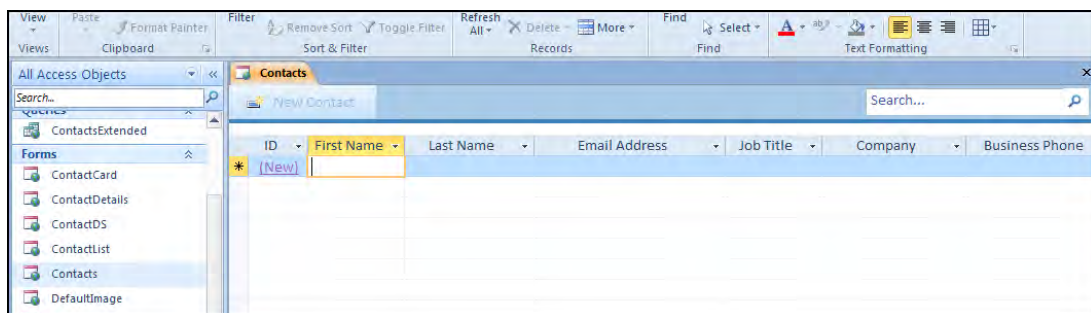 View Paste Format Painter Filter Remove Sort Toggle Filter Refresh All Delete More Find Select A ab
Views Clipboard Sort & Filter Records Find Text Formatting
All Access Objects
Contacts
Search...
New Contact
Search...
Queries
ContactsExtended
ID First Name Last Name Email Address Job Title Company Business Phone
Forms
* (New)
ContactCard
ContactDetails
ContactDS
ContactList
Contacts
DefaultImage